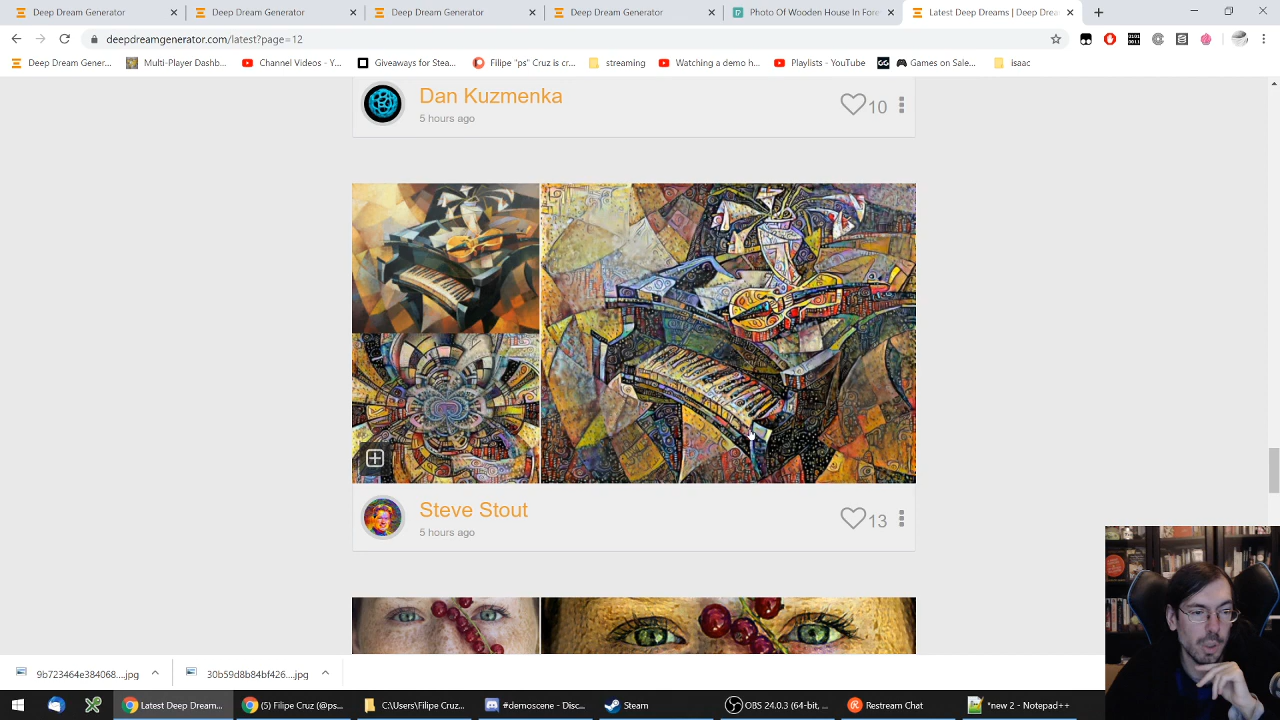 Deep Dream Generator
Deep Dream Generator
Deep Dream Generator
Deep Dream Generator
Photo Of Wooden House In Fore
Latest Deep Dreams | Deep Drea
deepdreamgenerator.com/latest?page=12
Deep Dream Gener...
Multi-Player Dashb...
Channel Videos - Y...
Giveaways for Stea...
Filipe "ps" Cruz is cr...
streaming
Watching a demo h...
Playlists - YouTube
Games on Sale...
isaac
Dan Kuzmenka
5 hours ago
10
Steve Stout
5 hours ago
13
9b723464e384068....jpg
30b59d8b84bf426....jpg
Latest Deep Dream...
(5) Filipe Cruz (@ps...
C:\Users\Filipe Cruz...
#demoscene - Disc...
Steam
OBS 24.0.3 (64-bit, ...
Restream Chat
*new 2 - Notepad++